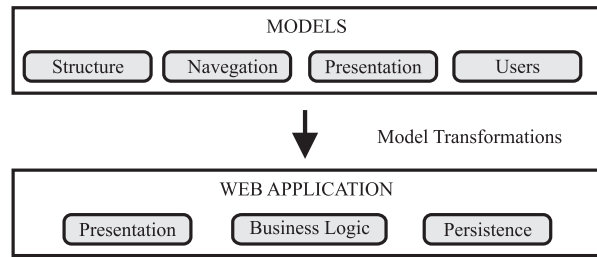 MODELS
Structure Navegation Presentation Users
Model Transformations
WEB APPLICATION
Presentation Business Logic Persistence